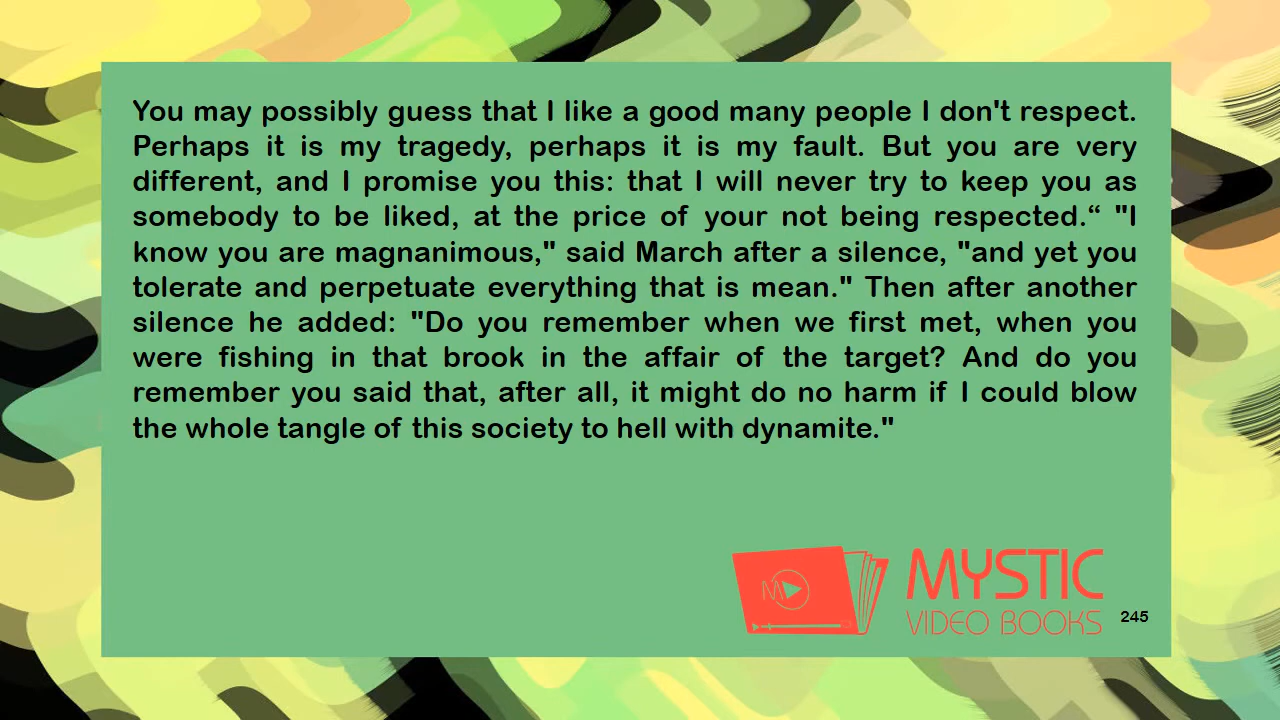 You may possibly guess that I like a good many people I don't respect.
Perhaps it is my tragedy, perhaps it is my fault. But you are very
different, and I promise you this: that I will never try to keep you as
somebody to be liked, at the price of your not being respected.“ "I
know you are magnanimous," said March after a silence, "and yet you
tolerate and perpetuate everything that is mean." Then after another
silence he added: "Do you remember when we first met, when you
were fishing in that brook in the affair of the target? And do you
remember you said that, after all, it might do no harm if I could blow
the whole tangle of this society to hell with dynamite."
M
MYSTIC
VIDEO BOOKS
245